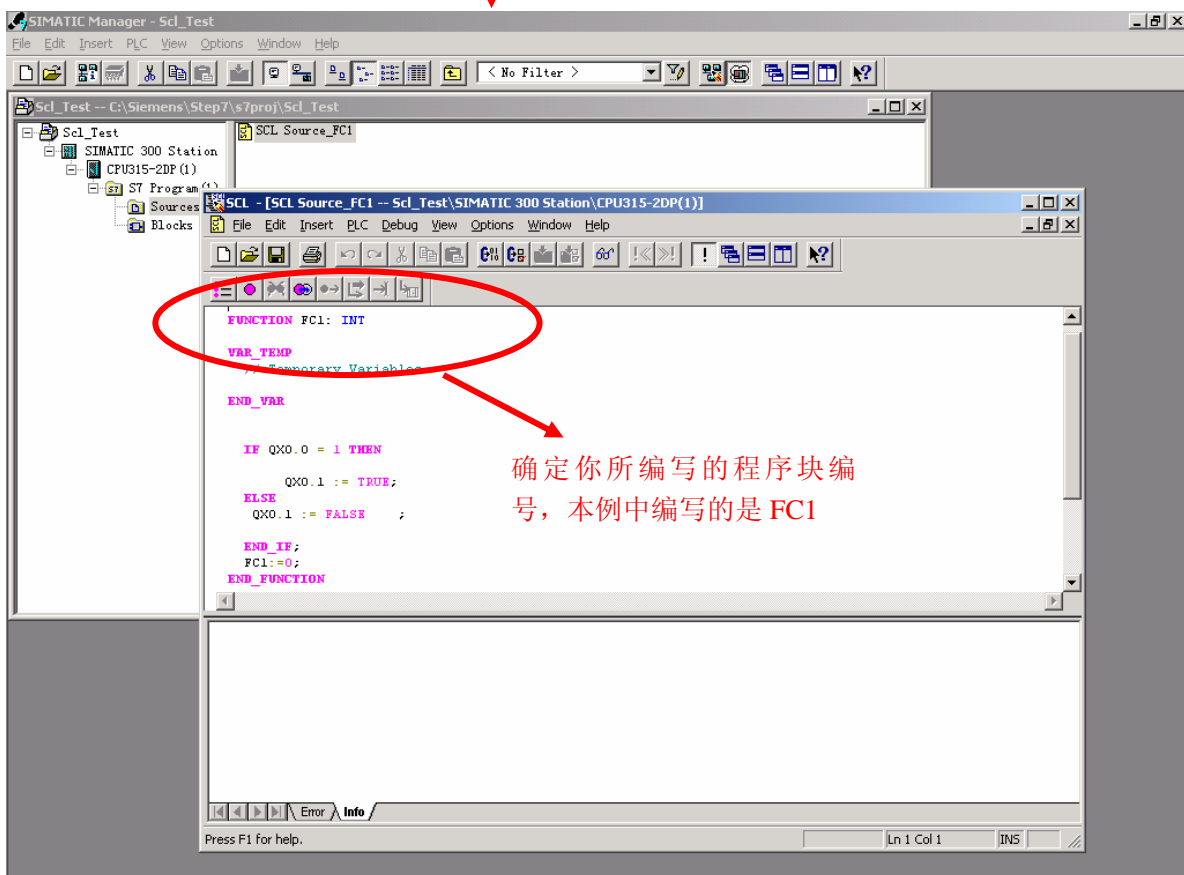 SIMATIC Manager - Scl_Test
File Edit Insert PLC View Options Window Help
< No Filter >
Scl_Test -- C:\Siemens\Step7\s7proj\Scl_Test
Scl_Test
SIMATIC 300 Station
CPU315-2DP(1)
S7 Program(1)
Sources
Blocks
SCL Source_FC1
SCL - [SCL Source_FC1 -- Scl_Test\SIMATIC 300 Station\CPU315-2DP(1)]
File Edit Insert PLC Debug View Options Window Help
FUNCTION FC1: INT
VAR_TEMP
// Temporary Variables
END_VAR
IF QX0.0 = 1 THEN
QX0.1 := TRUE;
ELSE
QX0.1 := FALSE ;
END_IF;
FC1:=0;
END_FUNCTION
确定你所编写的程序块编
号，本例中编写的是 FC1
Error Info
Press F1 for help.
Ln 1 Col 1
INS